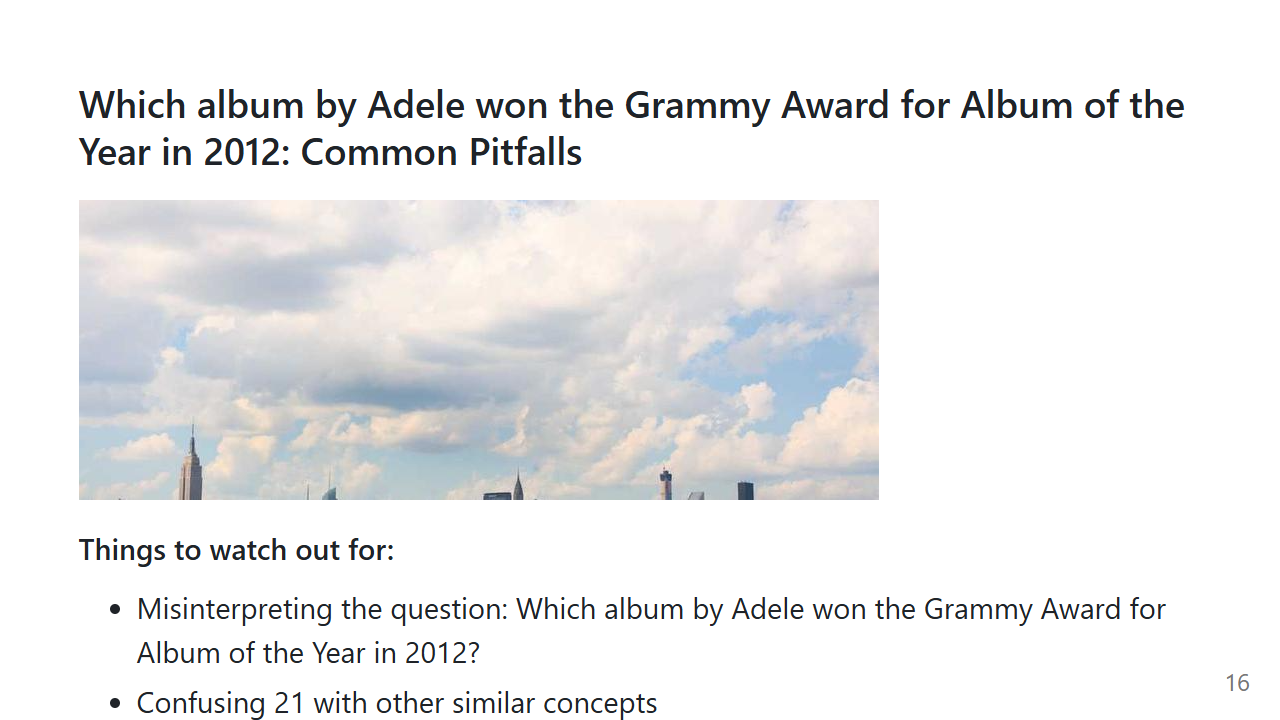 Which album by Adele won the Grammy Award for Album of the
Year in 2012: Common Pitfalls
Things to watch out for:
Misinterpreting the question: Which album by Adele won the Grammy Award for
Album of the Year in 2012?
Confusing 21 with other similar concepts
16